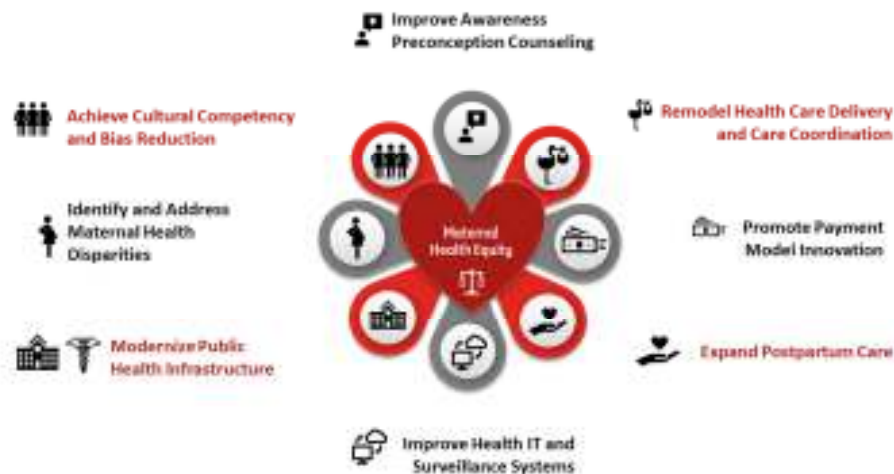 Improve Awareness
Preconception Counseling
Achieve Cultural Competency
and Bias Reduction
Remodel Health Care Delivery
and Care Coordination
Identify and Address
Maternal Health
Disparities
Maternal
Health Equity
Promote Payment
Model Innovation
Modernize Public
Health Infrastructure
Expand Postpartum Care
Improve Health IT and
Surveillance Systems